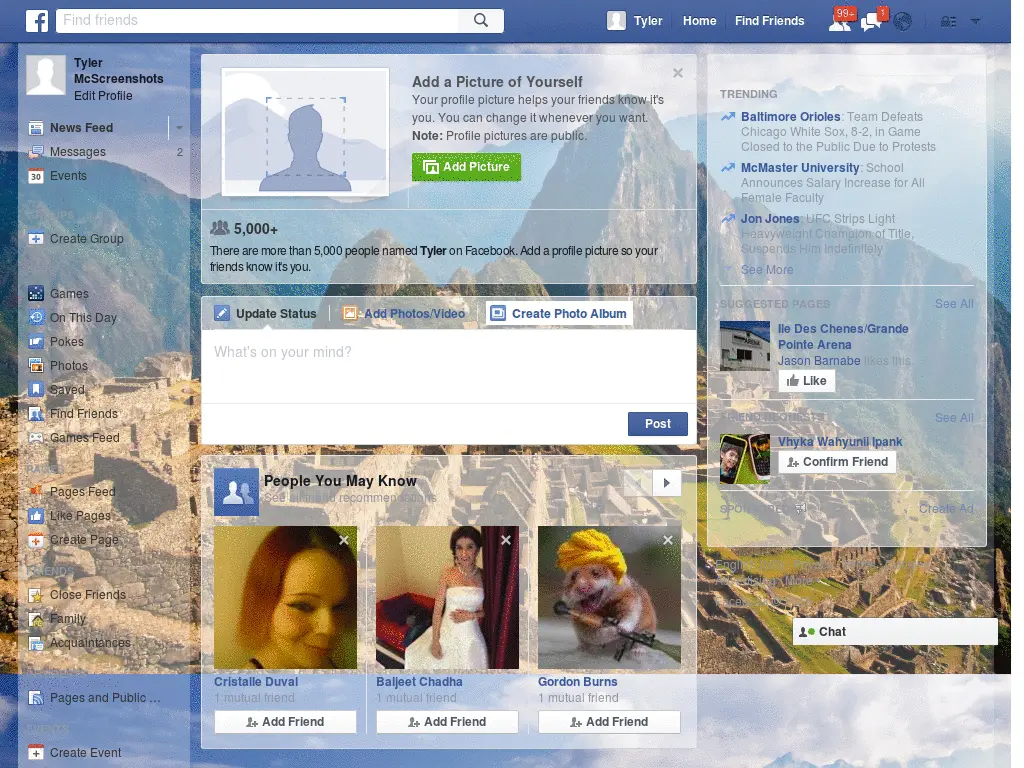 f
Find friends
Tyler
Home
Find Friends
99+
1
Tyler
McScreenshots
Edit Profile
News Feed
Messages
2
30
Events
Create Group
Games
On This Day
Pokes
Photos
Saved
Find Friends
Games Feed
Pages Feed
Like Pages
Create Page
FRIENDS
Close Friends
Family
Acquaintances
Pages and Public ...
Create Event
Add a Picture of Yourself
Your profile picture helps your friends know it's
you. You can change it whenever you want.
Note: Profile pictures are public.
Add Picture
5,000+
There are more than 5,000 people named Tyler on Facebook. Add a profile picture so your
friends know it's you.
Update Status
Add Photos/Video
Create Photo Album
What's on your mind?
Post
People You May Know
See all friend recommendations
Cristalle Duval
1 mutual friend
Add Friend
Baljeet Chadha
1 mutual friend
Add Friend
Gordon Burns
1 mutual friend
Add Friend
TRENDING
Baltimore Orioles: Team Defeats
Chicago White Sox, 8-2, in Game
Closed to the Public Due to Protests
McMaster University: School
Announces Salary Increase for All
Female Faculty
Jon Jones: UFC Strips Light
Heavyweight Champion of Title,
Suspends Him Indefinitely
See More
SUGGESTED PAGES
See All
Ile Des Chenes/Grande
Pointe Arena
Jason Barnabe likes this.
Like
FRIEND REQUESTS
See All
Vhyka Wahyunii Ipank
Confirm Friend
SPONSORED
Create Ad
Chat